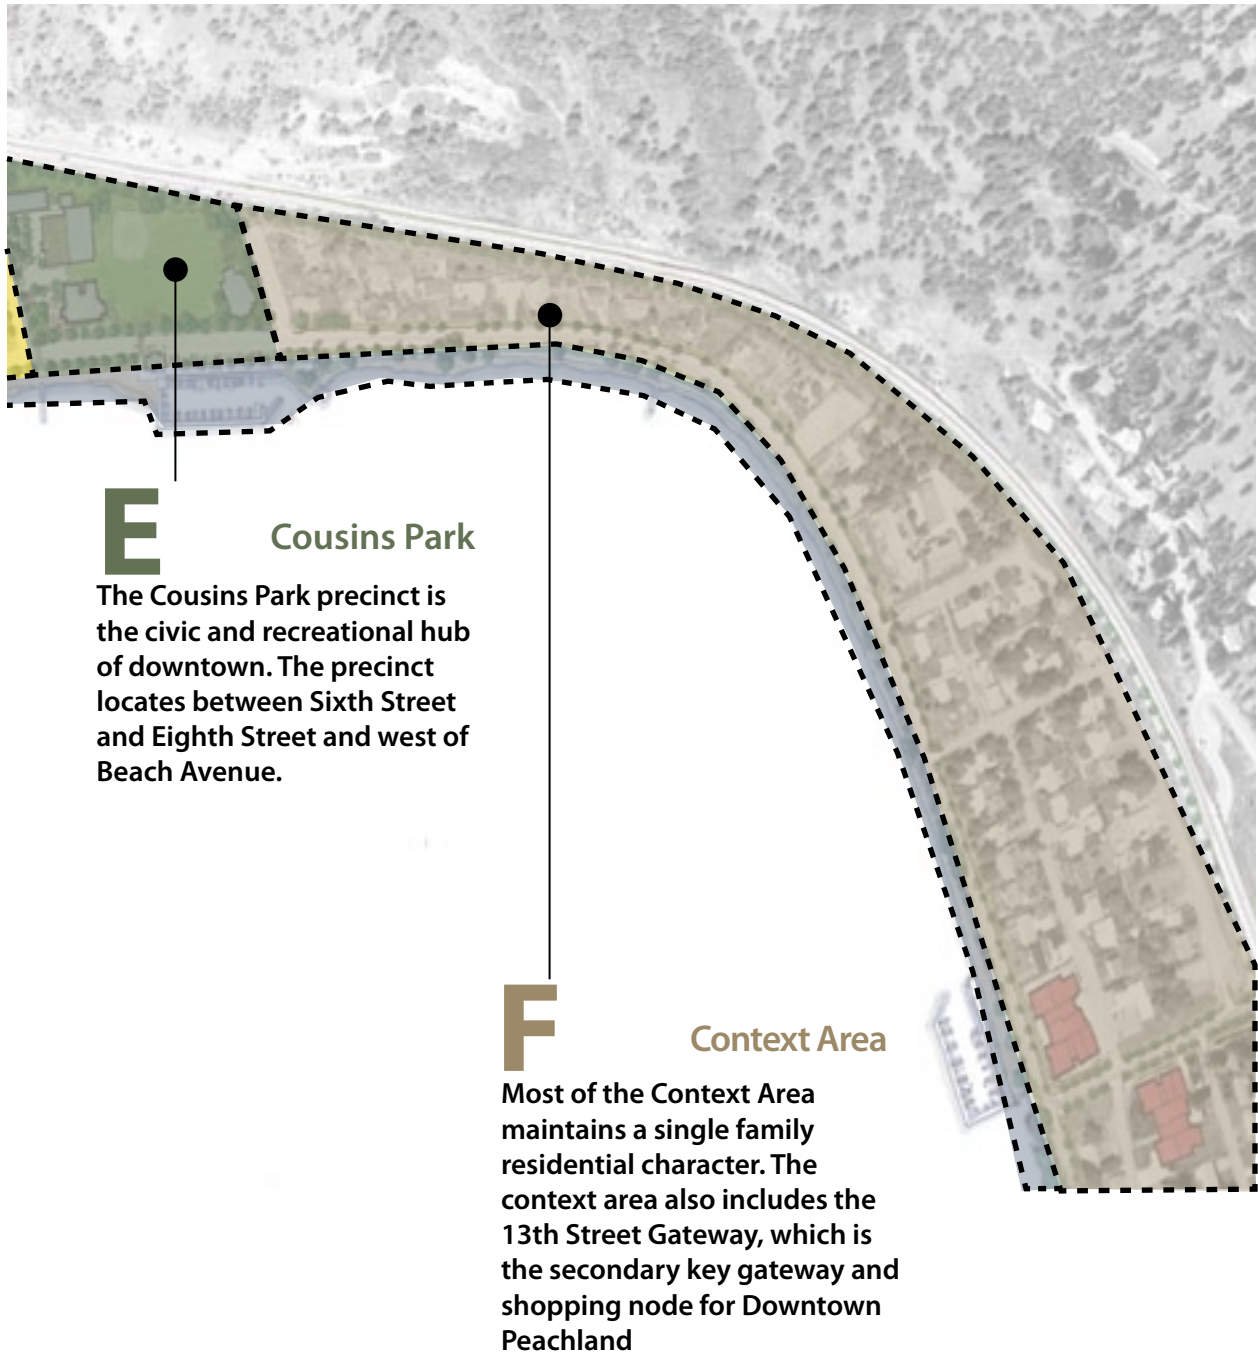 E
Cousins Park
The Cousins Park precinct is
the civic and recreational hub
of downtown. The precinct
locates between Sixth Street
and Eighth Street and west of
Beach Avenue.
F
Context Area
Most of the Context Area
maintains a single family
residential character. The
context area also includes the
13th Street Gateway, which is
the secondary key gateway and
shopping node for Downtown
Peachland